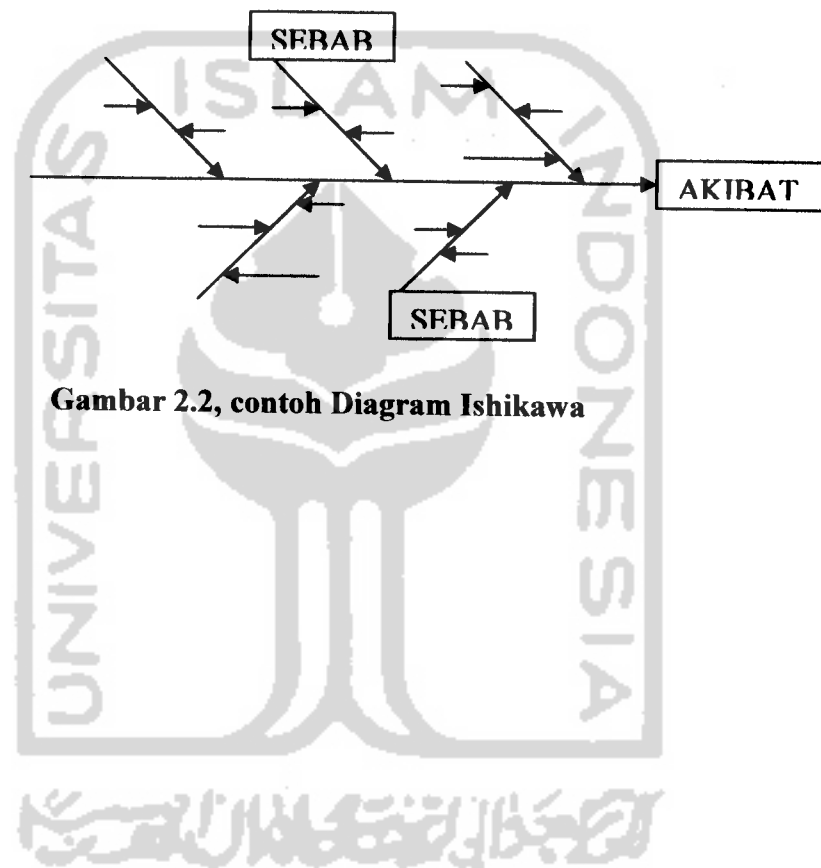 SEBAB
AKIBAT
SEBAB
Gambar 2.2, contoh Diagram Ishikawa
UNIVERSITAS
ISLAM
INDONESIA